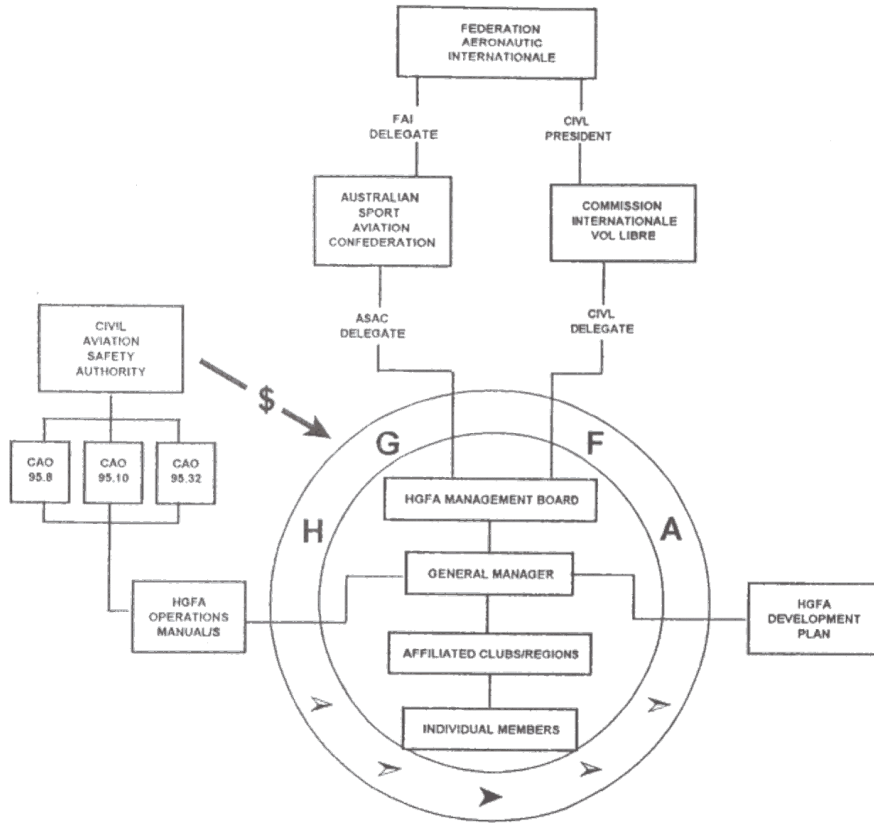 FEDERATION
AERONAUTIC
INTERNATIONALE
FAI
DELEGATE
CIVL
PRESIDENT
AUSTRALIAN
SPORT
AVIATION
CONFEDERATION
COMMISSION
INTERNATIONALE
VOL LIBRE
ASAC
DELEGATE
CIVL
DELEGATE
CIVIL
AVIATION
SAFETY
AUTHORITY
$
CAO
95.8
CAO
95.10
CAO
95.32
H
G
F
A
HGFA MANAGEMENT BOARD
GENERAL MANAGER
HGFA
OPERATIONS
MANUAL/S
HGFA
DEVELOPMENT
PLAN
AFFILIATED CLUBS/REGIONS
INDIVIDUAL MEMBERS